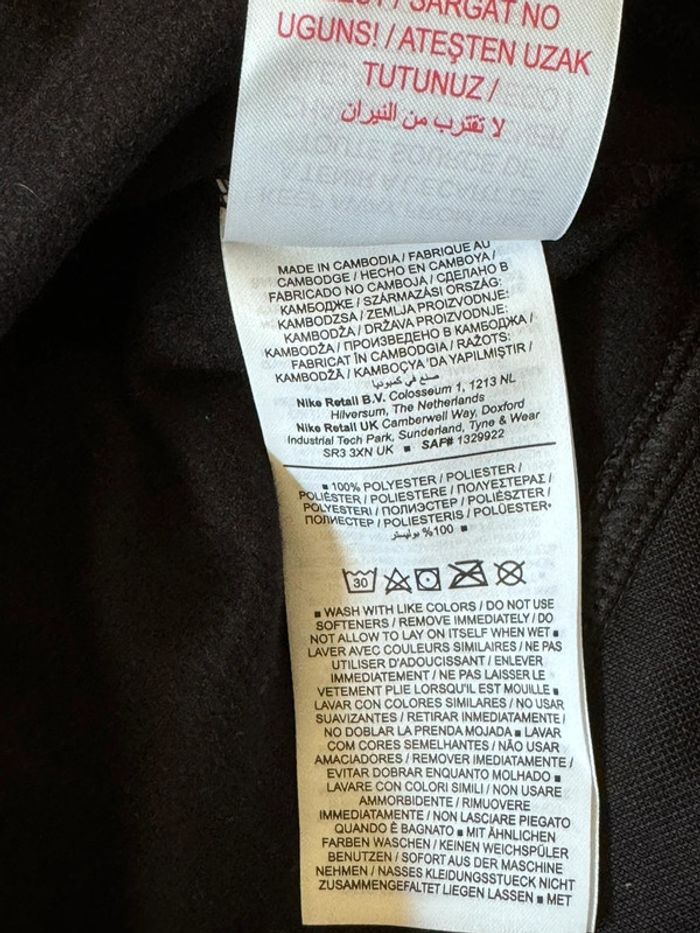 / SARGĀT NO
UGUNS! / ATEŞTEN UZAK
TUTUNUZ /
لا تقترب من النيران
MADE IN CAMBODIA / FABRIQUE AU
CAMBODGE / HECHO EN CAMBOYA /
FABRICADO NO CAMBOJA / СДЕЛАНО В
КАМБОДЖЕ / SZÁRMAZÁSI ORSZÁG:
KAMBODZSA / ZEMLJA PROIZVODNJE:
KAMBODŽA / DRŽAVA PROIZVODNJE:
KAMBODŽA / ПРОИЗВЕДЕНО В КАМБОДЖА /
FABRICAT ÎN CAMBODGIA / RAŽOTS:
KAMBODŽĀ / KAMBOÇYA 'DA YAPILMIŞTIR /
صنع في كمبوديا
Nike Retail B.V. Colosseum 1, 1213 NL
Hilversum, The Netherlands
Nike Retail UK Camberwell Way, Doxford
Industrial Tech Park, Sunderland, Tyne & Wear
SR3 3XN UK ■ SAF# 1329922
■ 100% POLYESTER / POLIESTER /
POLIÉSTER / POLIESTERE / ΠΟΛΥΕΣΤΕΡΑΣ /
POLYESTERI / ПОЛИЭСТЕР / POLIÉSZTER /
ПОЛИЕСТЕР / POLIESTERIS / POLÜESTER*
100% بوليستر ■
30
■ WASH WITH LIKE COLORS / DO NOT USE
SOFTENERS / REMOVE IMMEDIATELY / DO
NOT ALLOW TO LAY ON ITSELF WHEN WET ■
LAVER AVEC COULEURS SIMILAIRES / NE PAS
UTILISER D'ADOUCISSANT / ENLEVER
IMMEDIATEMENT / NE PAS LAISSER LE
VETEMENT PLIE LORSQU'IL EST MOUILLE ■
LAVAR CON COLORES SIMILARES / NO USAR
SUAVIZANTES / RETIRAR INMEDIATAMENTE /
NO DOBLAR LA PRENDA MOJADA ■ LAVAR
COM CORES SEMELHANTES / NÃO USAR
AMACIADORES / REMOVER IMEDIATAMENTE /
EVITAR DOBRAR ENQUANTO MOLHADO ■
LAVARE CON COLORI SIMILI / NON USARE
AMMORBIDENTE / RIMUOVERE
IMMEDIATAMENTE / NON LASCIARE PIEGATO
QUANDO È BAGNATO ■ MIT ÄHNLICHEN
FARBEN WASCHEN / KEINEN WEICHSPÜLER
BENUTZEN / SOFORT AUS DER MASCHINE
NEHMEN / NASSES KLEIDUNGSSTUECK NICHT
ZUSAMMENGEFALTET LIEGEN LASSEN ■ MET